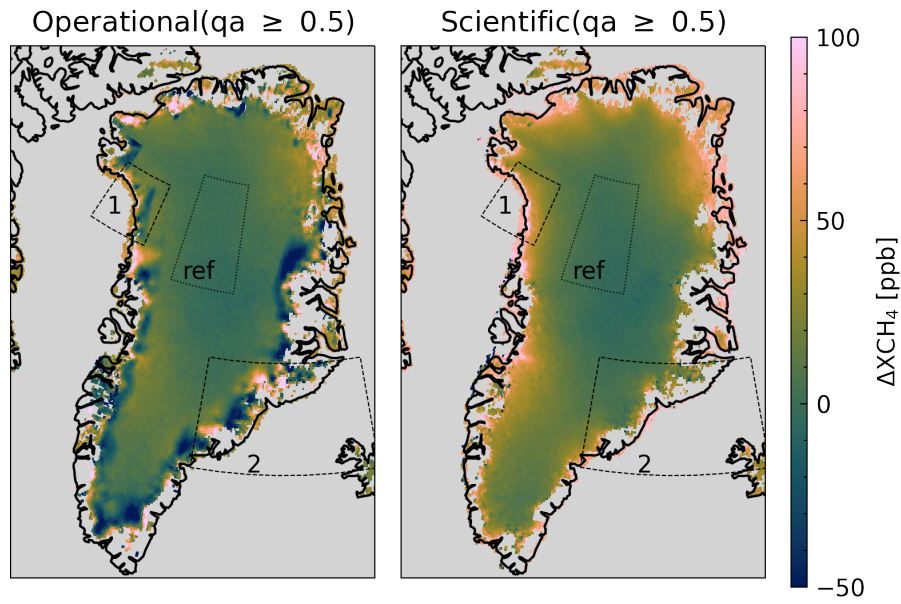 Operational(qa ≥ 0.5)
Scientific(qa ≥ 0.5)
1
ref
2
1
ref
2
100
50
0
−50
ΔXCH₄ [ppb]